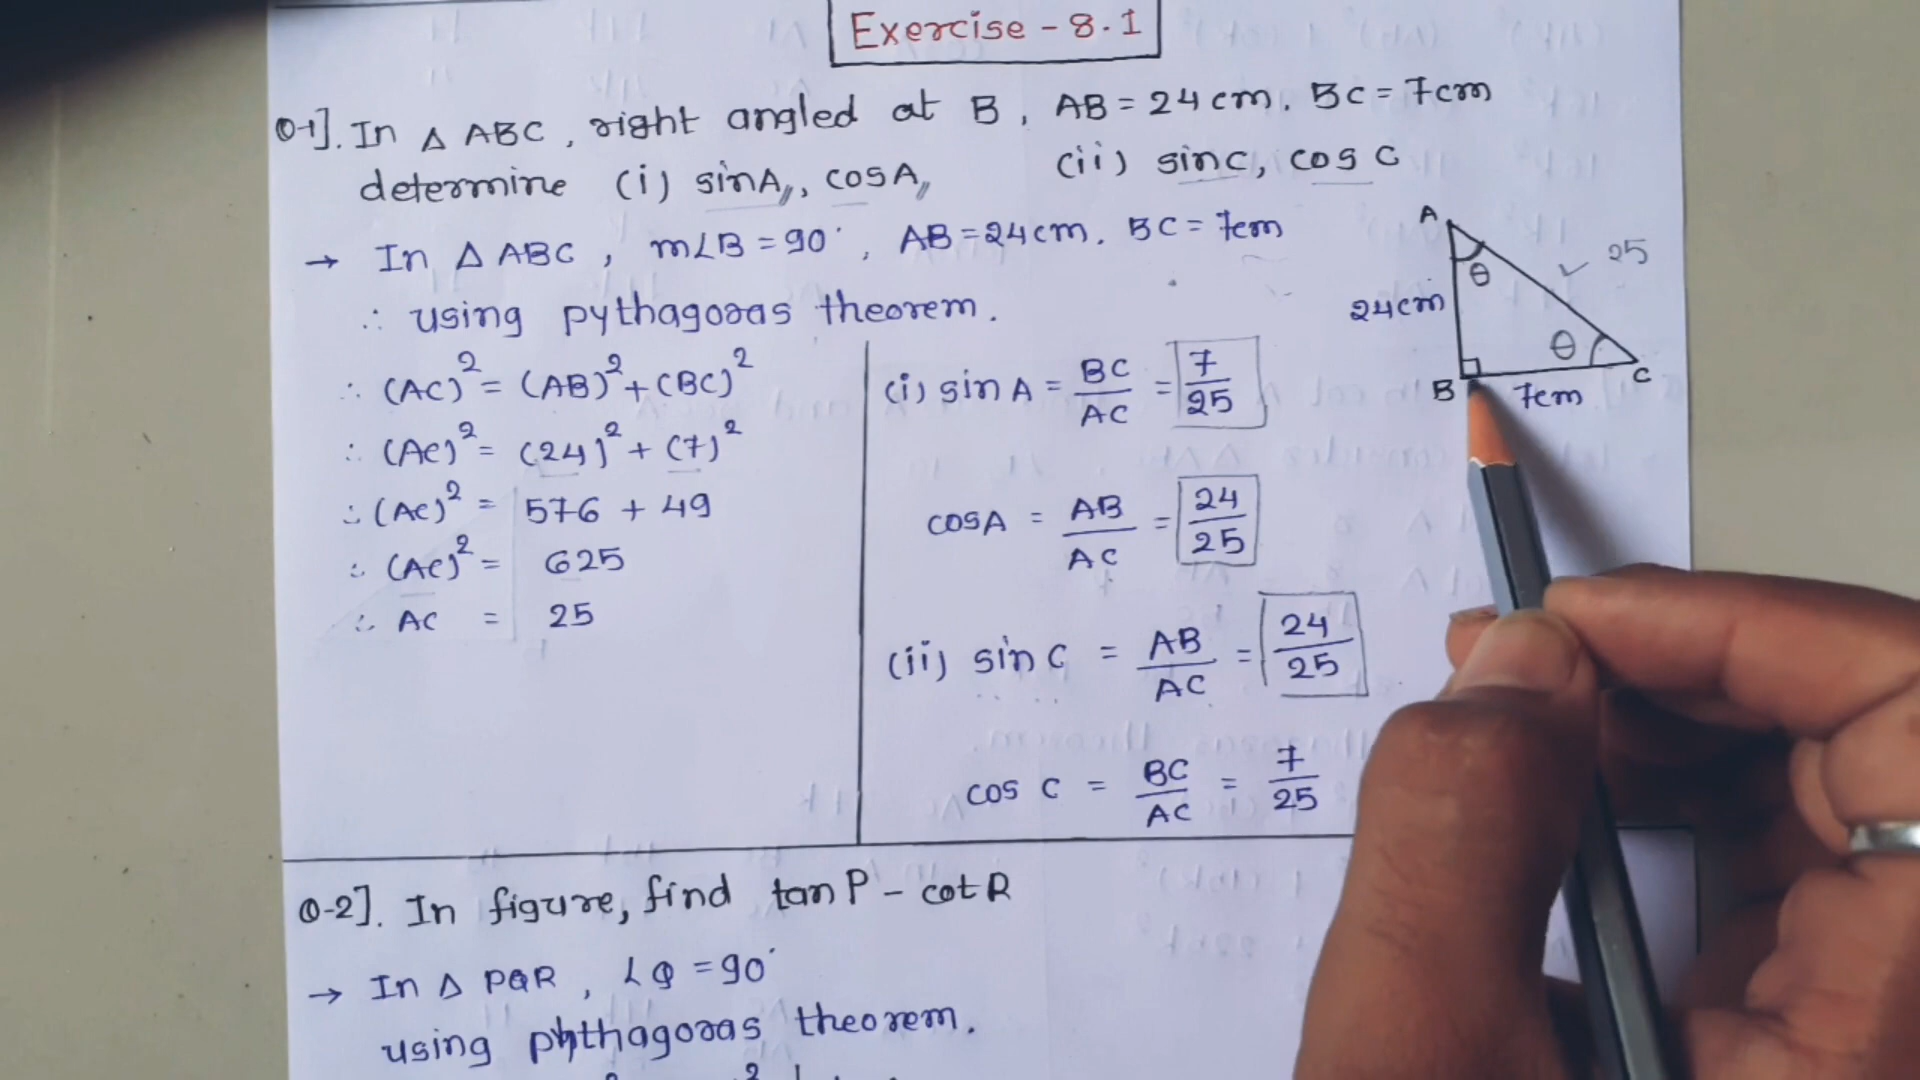 Exercise - 8.1
Q-1]. In △ ABC, right angled at B, AB = 24 cm. BC = 7cm
determine (i) sinA, cosA, (ii) sinc, cos C
→ In △ ABC, m∠B = 90°, AB = 24 cm. BC = 7cm
∴ using pythagoras theorem.
∴ (AC)² = (AB)² + (BC)²
∴ (AC)² = (24)² + (7)²
∴ (AC)² = 576 + 49
∴ (AC)² = 625
∴ AC = 25
(i) sin A = BC/AC = 7/25
cosA = AB/AC = 24/25
(ii) sin C = AB/AC = 24/25
cos C = BC/AC = 7/25
A
θ
25
24cm
θ
B
7cm
C
Q-2]. In figure, find tan P - cot R
→ In △ PQR, ∠Q = 90°
using phthagoras theorem.